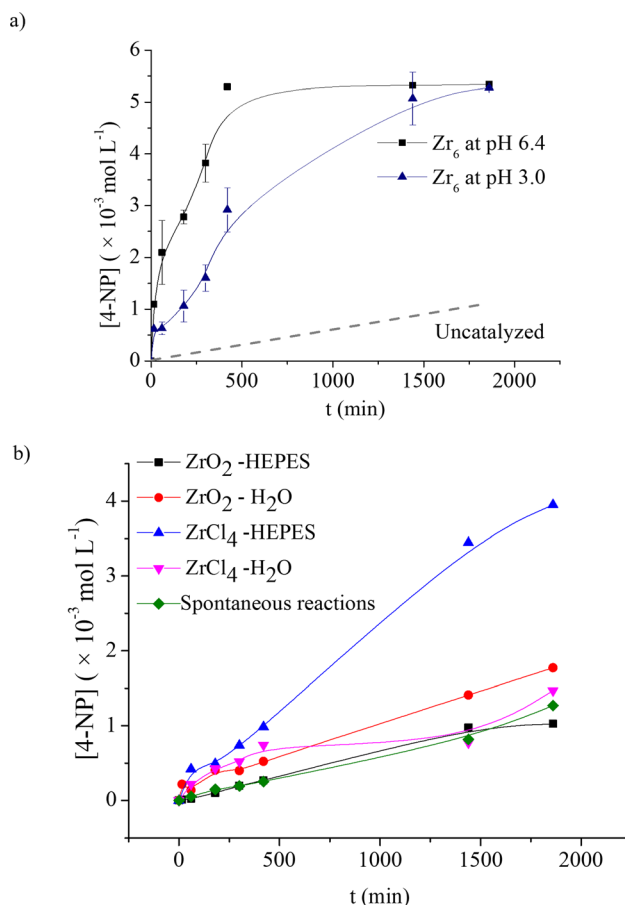 a)
6
5
4
3
2
1
0
[4-NP] ( × 10⁻³ mol L⁻¹)
Zr₆ at pH 6.4
Zr₆ at pH 3.0
Uncatalyzed
0 500 1000 1500 2000
t (min)
b)
ZrO₂ -HEPES
ZrO₂ - H₂O
ZrCl₄ -HEPES
ZrCl₄ -H₂O
Spontaneous reactions
4
3
2
1
0
[4-NP] ( × 10⁻³ mol L⁻¹)
0 500 1000 1500 2000
t (min)